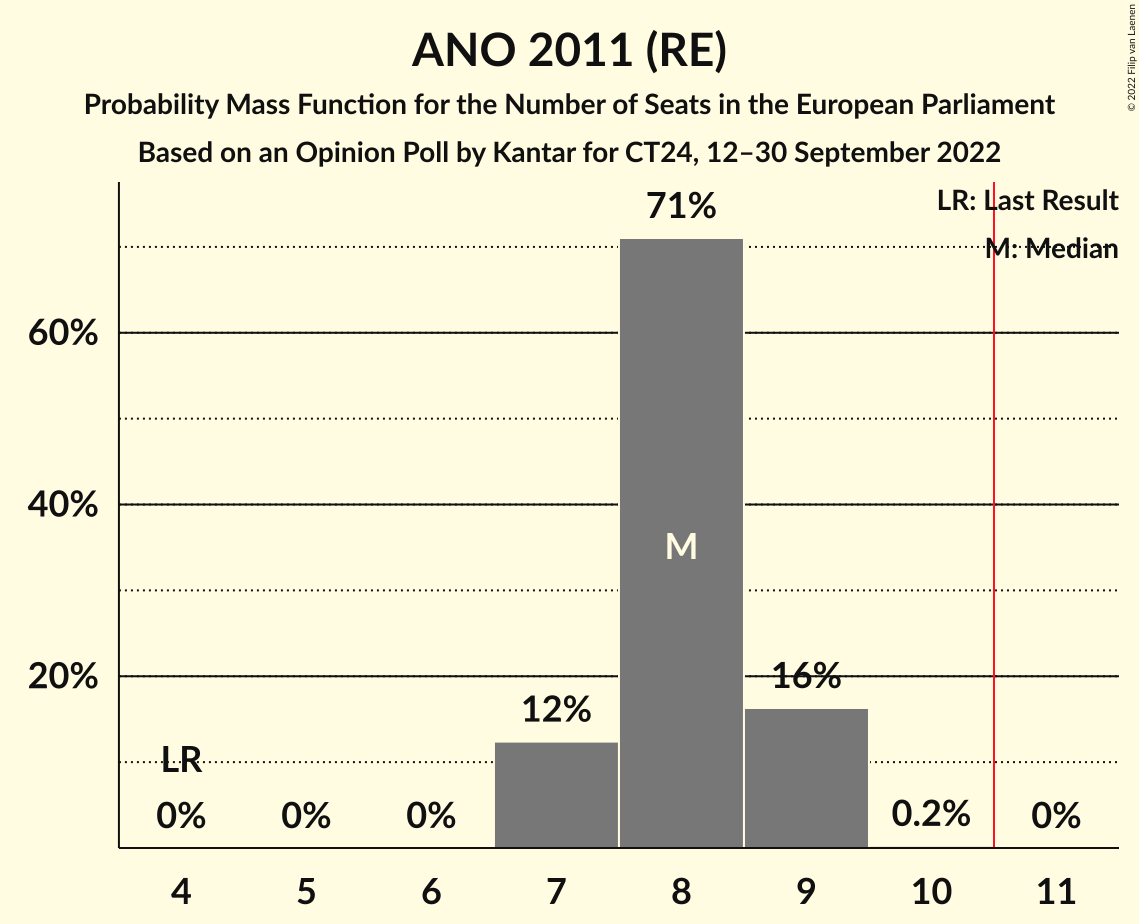 ANO 2011 (RE)
Probability Mass Function for the Number of Seats in the European Parliament
Based on an Opinion Poll by Kantar for CT24, 12–30 September 2022
© 2022 Filip van Laenen
LR: Last Result
M: Median
71%
60%
40%
M
20%
16%
12%
LR
0%
0%
0%
0.2%
0%
4
5
6
7
8
9
10
11